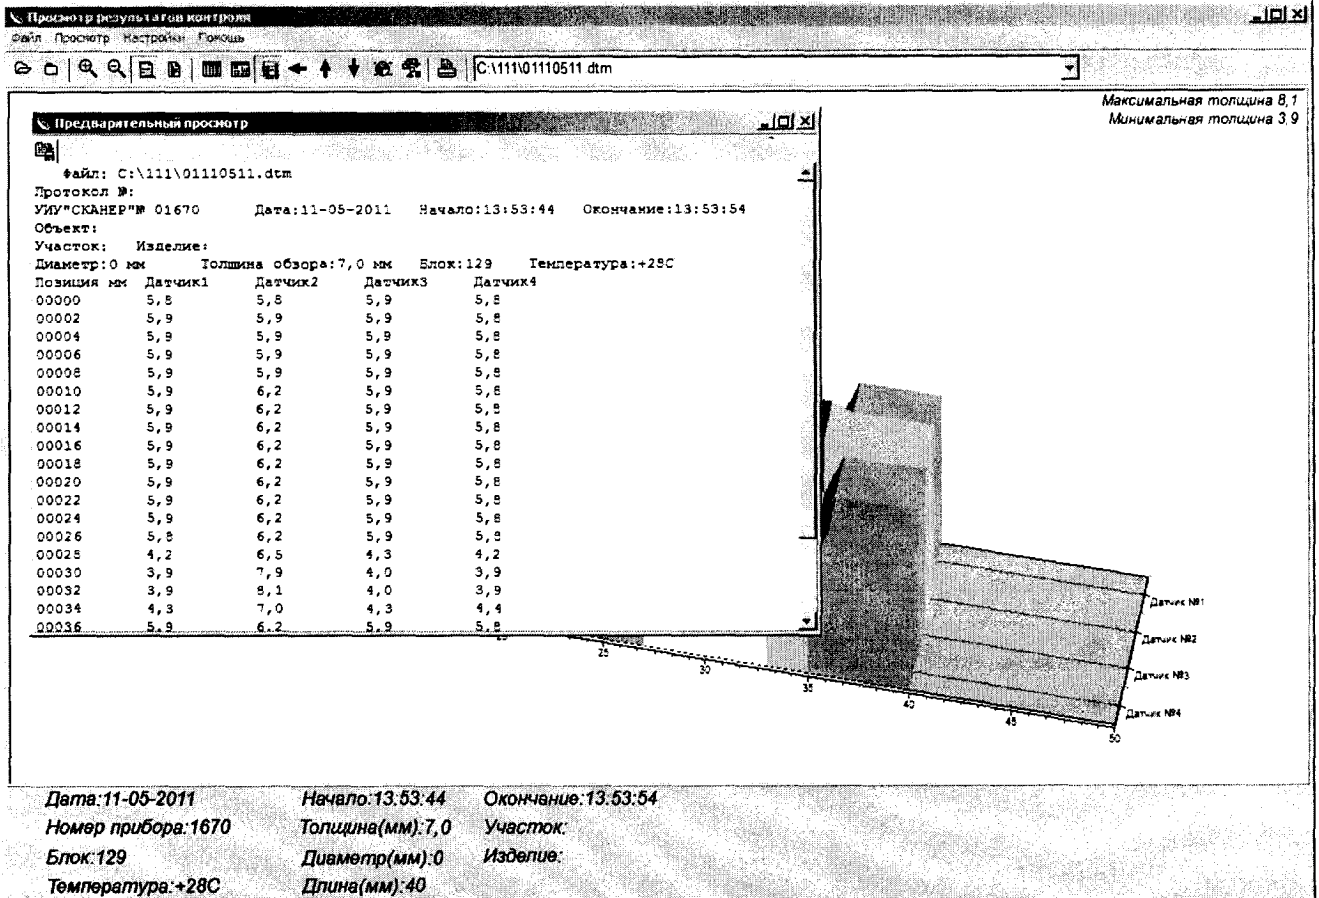 Просмотр результатов контроля
Файл Просмотр Настройки Помощь
C:\111\01110511.dtm
Максимальная толщина 8,1
Минимальная толщина 3,9
Предварительный просмотр
Файл: C:\111\01110511.dtm
Протокол №:
УИУ"СКАНЕР"№ 01670 Дата:11-05-2011 Начало:13:53:44 Окончание:13:53:54
Объект:
Участок: Изделие:
Диаметр:0 мм Толщина обзора:7,0 мм Блок:129 Температура:+28C
Позиция мм Датчик1 Датчик2 Датчик3 Датчик4
00000 5,8 5,8 5,9 5,8
00002 5,9 5,9 5,9 5,8
00004 5,9 5,9 5,9 5,8
00006 5,9 5,9 5,9 5,8
00008 5,9 5,9 5,9 5,8
00010 5,9 6,2 5,9 5,8
00012 5,9 6,2 5,9 5,8
00014 5,9 6,2 5,9 5,8
00016 5,9 6,2 5,9 5,8
00018 5,9 6,2 5,9 5,8
00020 5,9 6,2 5,9 5,8
00022 5,9 6,2 5,9 5,8
00024 5,9 6,2 5,9 5,8
00026 5,8 6,2 5,9 5,8
00028 4,2 6,5 4,3 4,2
00030 3,9 7,9 4,0 3,9
00032 3,9 8,1 4,0 3,9
00034 4,3 7,0 4,3 4,4
00036 5,9 6,2 5,9 5,8
Датчик №1
Датчик №2
Датчик №3
Датчик №4
25
30
35
40
45
50
Дата:11-05-2011 Начало:13:53:44 Окончание:13:53:54
Номер прибора:1670 Толщина(мм):7,0 Участок:
Блок:129 Диаметр(мм):0 Изделие:
Температура:+28C Длина(мм):40